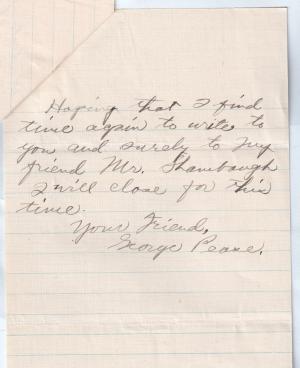 Hoping that I find
time again to write to
you and surely to my
friend Mr. Shambaugh
I will close for this
time.
Your Friend,
George Pease.